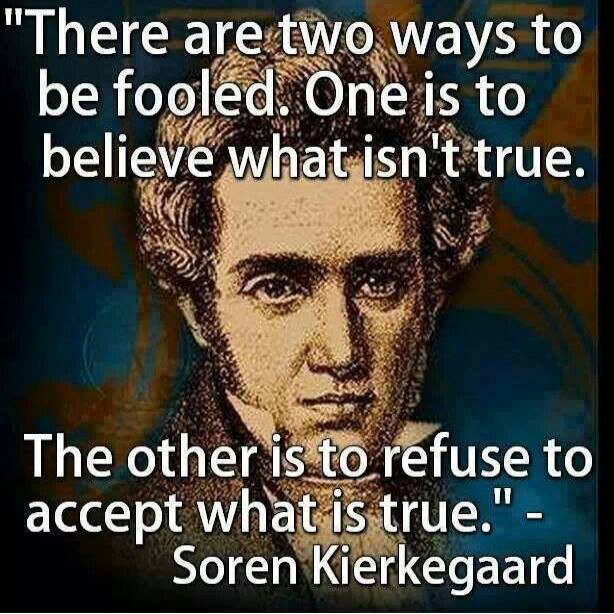 "There are two ways to
be fooled. One is to
believe what isn't true.
The other is to refuse to
accept what is true." -
Soren Kierkegaard